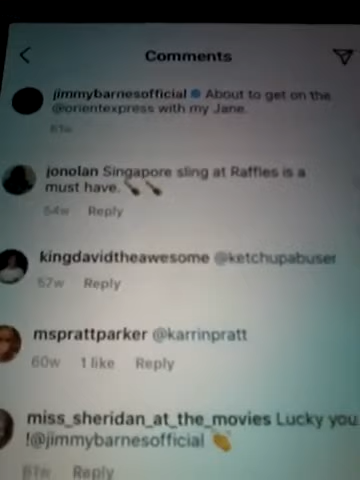 Comments
jimmybarnesofficial About to get on the
@orientexpress with my Jane.
61w
jonolan Singapore sling at Raffles is a
must have.
54w Reply
kingdavidtheawesome @ketchupabuser
57w Reply
msprattparker @karrinpratt
60w 1 like Reply
miss_sheridan_at_the_movies Lucky you
!@jimmybarnesofficial
61w Reply